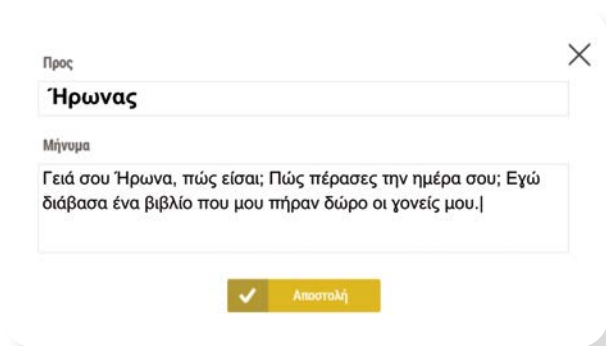 Προς
Ήρωνας
Μήνυμα
Γειά σου Ήρωνα, πώς είσαι; Πώς πέρασες την ημέρα σου; Εγώ
διάβασα ένα βιβλίο που μου πήραν δώρο οι γονείς μου.
Αποστολή